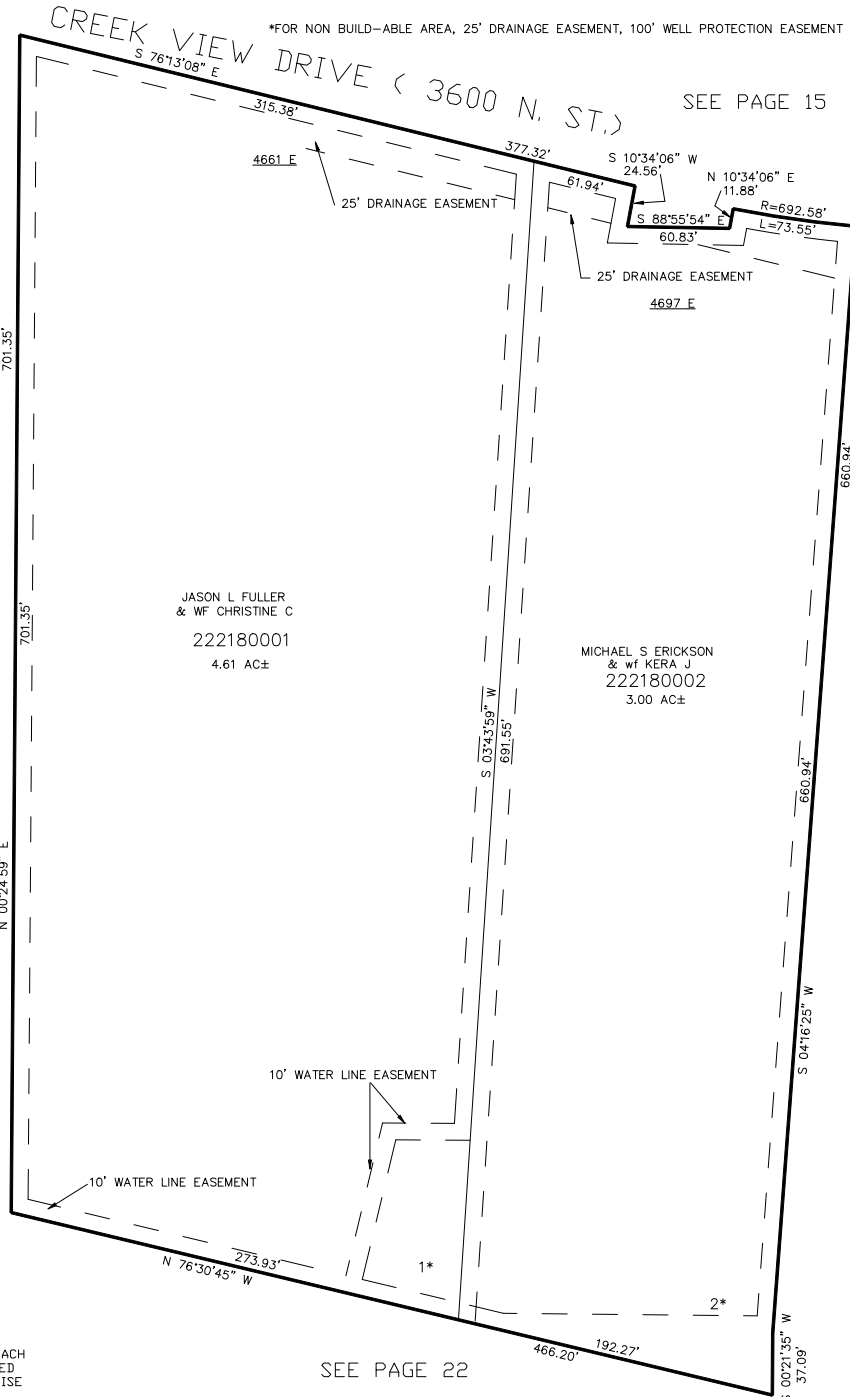 *FOR NON BUILD-ABLE AREA, 25' DRAINAGE EASEMENT, 100' WELL PROTECTION EASEMENT
CREEK VIEW DRIVE ( 3600 N. ST.)
SEE PAGE 15
S 76°13'08" E
315.38'
377.32'
4661 E
25' DRAINAGE EASEMENT
61.94'
S 10°34'06" W
24.56'
N 10°34'06" E
11.88'
R=692.58'
L=73.55'
S 88°55'54" E
60.83'
25' DRAINAGE EASEMENT
4697 E
701.35'
701.35'
660.94'
JASON L FULLER
& WF CHRISTINE C
222180001
4.61 AC±
MICHAEL S ERICKSON
& wf KERA J
222180002
3.00 AC±
S 03°43'59" W
691.55'
660.94'
N 00°24'59" E
S 04°16'25" W
10' WATER LINE EASEMENT
10' WATER LINE EASEMENT
1*
2*
273.93'
N 76°30'45" W
466.20'
192.27'
S 00°21'35" W
37.09'
ACH
ED
ISE
SEE PAGE 22